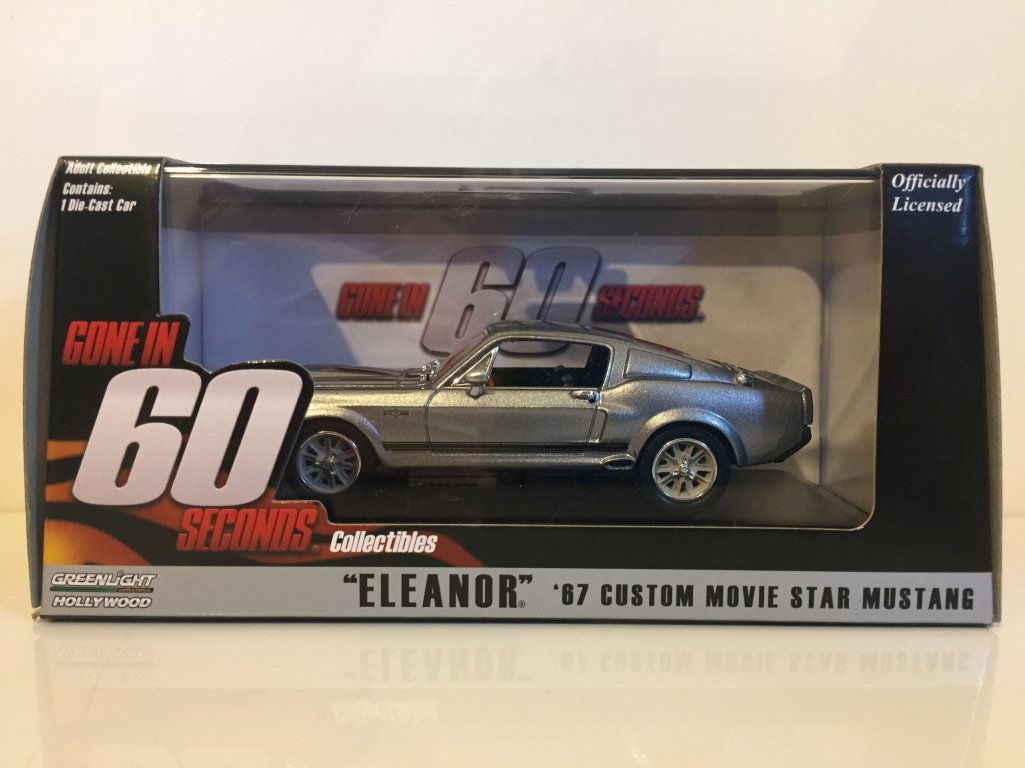 Adult Collectible
Contains:
1 Die-Cast Car
Officially
Licensed
GONE IN 60 SECONDS
GONE IN
60
SECONDS®
Collectibles
GREENLIGHT
collectibles
HOLLYWOOD
"ELEANOR"® '67 CUSTOM MOVIE STAR MUSTANG